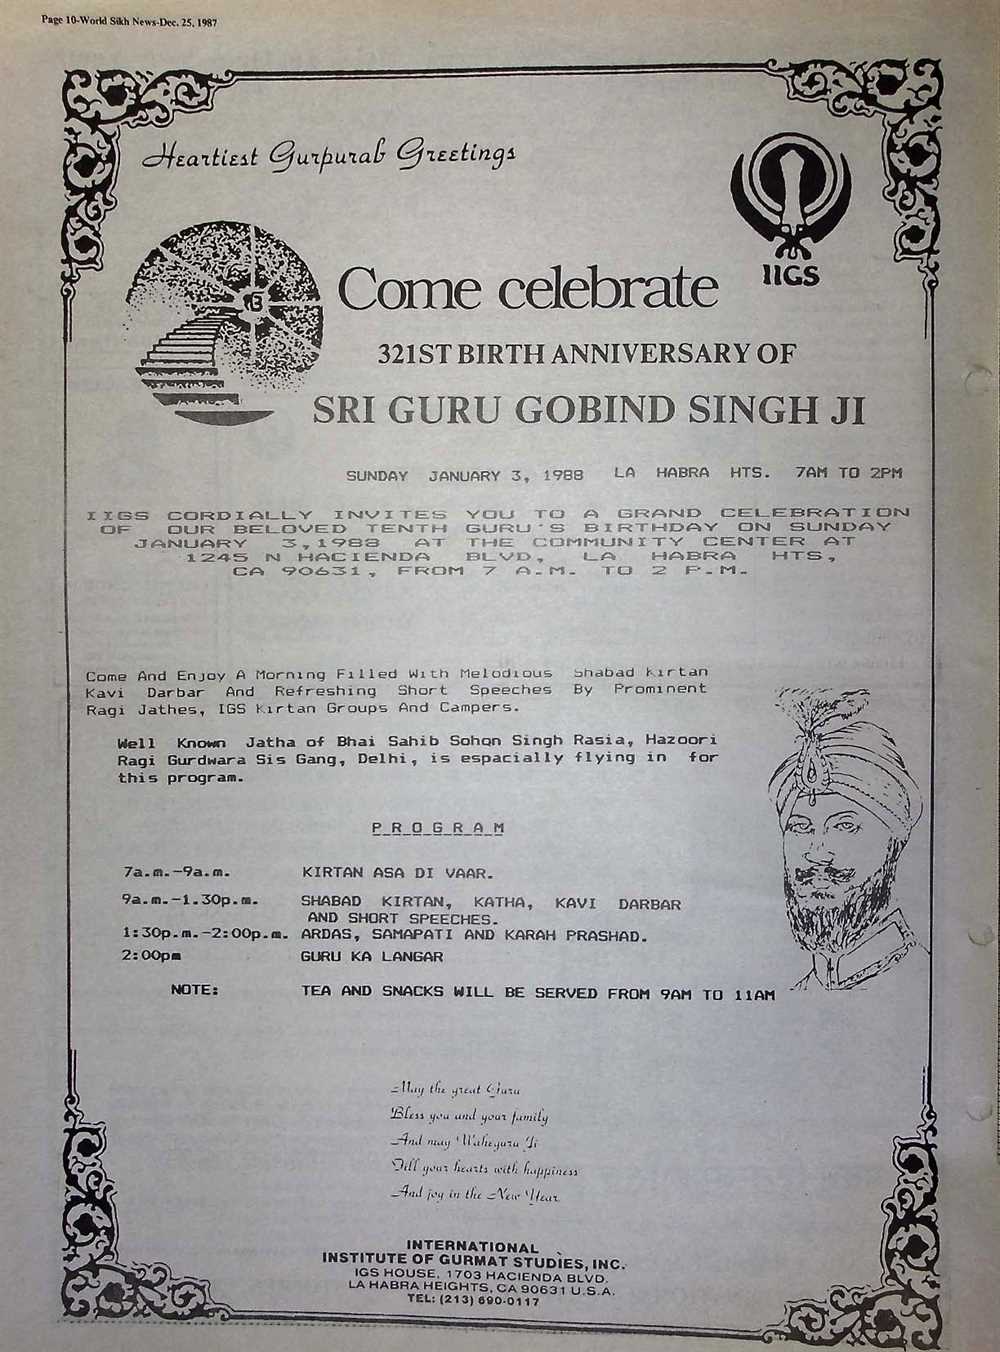 Page 10-World Sikh News-Dec. 25, 1987
Heartiest Gurpurab Greetings
IIGS
Come celebrate
321ST BIRTH ANNIVERSARY OF
SRI GURU GOBIND SINGH JI
SUNDAY JANUARY 3, 1988 LA HABRA HTS. 7AM TO 2PM
IIGS CORDIALLY INVITES YOU TO A GRAND CELEBRATION
OF OUR BELOVED TENTH GURU'S BIRTHDAY ON SUNDAY
JANUARY 3,1988 AT THE COMMUNITY CENTER AT
1245 N HACIENDA BLVD, LA HABRA HTS,
CA 90631, FROM 7 A.M. TO 2 P.M.
Come And Enjoy A Morning Filled With Melodious Shabad Kirtan
Kavi Darbar And Refreshing Short Speeches By Prominent
Ragi Jathes, IGS Kirtan Groups And Campers.
Well Known Jatha of Bhai Sahib Sohan Singh Rasia, Hazoori
Ragi Gurdwara Sis Gang, Delhi, is espacially flying in for
this program.
PROGRAM
7a.m.-9a.m. KIRTAN ASA DI VAAR.
9a.m.-1.30p.m. SHABAD KIRTAN, KATHA, KAVI DARBAR
AND SHORT SPEECHES.
1:30p.m.-2:00p.m. ARDAS, SAMAPATI AND KARAH PRASHAD.
2:00pm GURU KA LANGAR
NOTE: TEA AND SNACKS WILL BE SERVED FROM 9AM TO 11AM
May the great Guru
Bless you and your family
And may Waheguru Ji
Fill your hearts with happiness
And joy in the New Year
INTERNATIONAL
INSTITUTE OF GURMAT STUDIES, INC.
IGS HOUSE, 1703 HACIENDA BLVD.
LA HABRA HEIGHTS, CA 90631 U.S.A.
TEL: (213) 690-0117